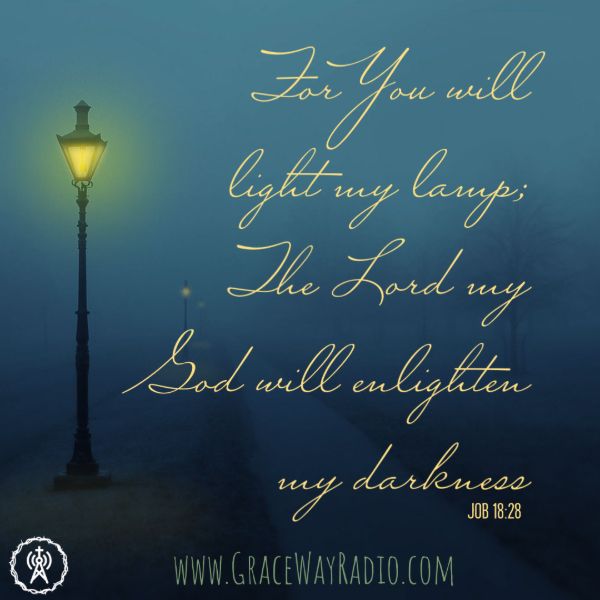 For You will
light my lamp;
The Lord my
God will enlighten
my darkness
JOB 18:28
www.GraceWayRadio.com